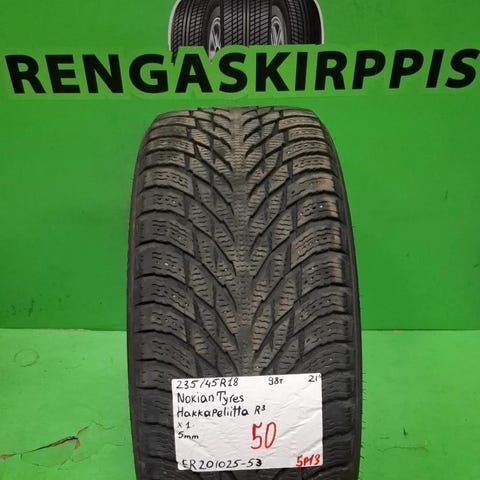 RENGASKIRPPIS
235/45R18 98T 21"
Nokian Tyres
Hakkapeliitta R3
x1
5mm 50
ER201025-53 5P13